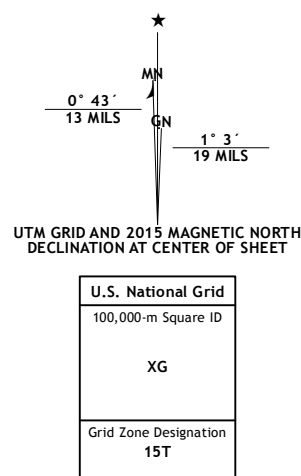 ★
MN
0° 43´
13 MILS
GN
1° 3´
19 MILS
UTM GRID AND 2015 MAGNETIC NORTH
DECLINATION AT CENTER OF SHEET
U.S. National Grid
100,000-m Square ID
XG
Grid Zone Designation
15T